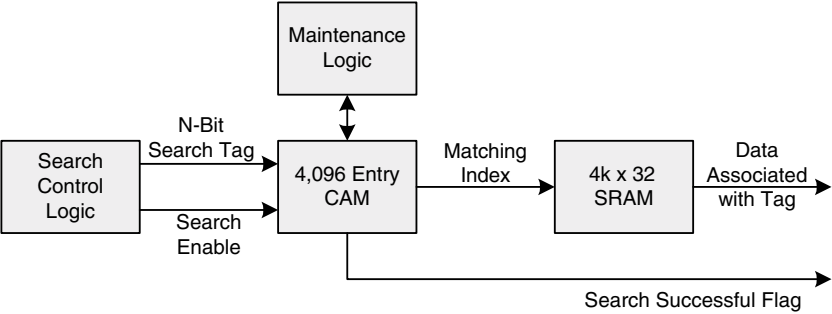 Maintenance
Logic
N-Bit
Search Tag
Search
Control
Logic
Search
Enable
4,096 Entry
CAM
Matching
Index
4k x 32
SRAM
Data
Associated
with Tag
Search Successful Flag